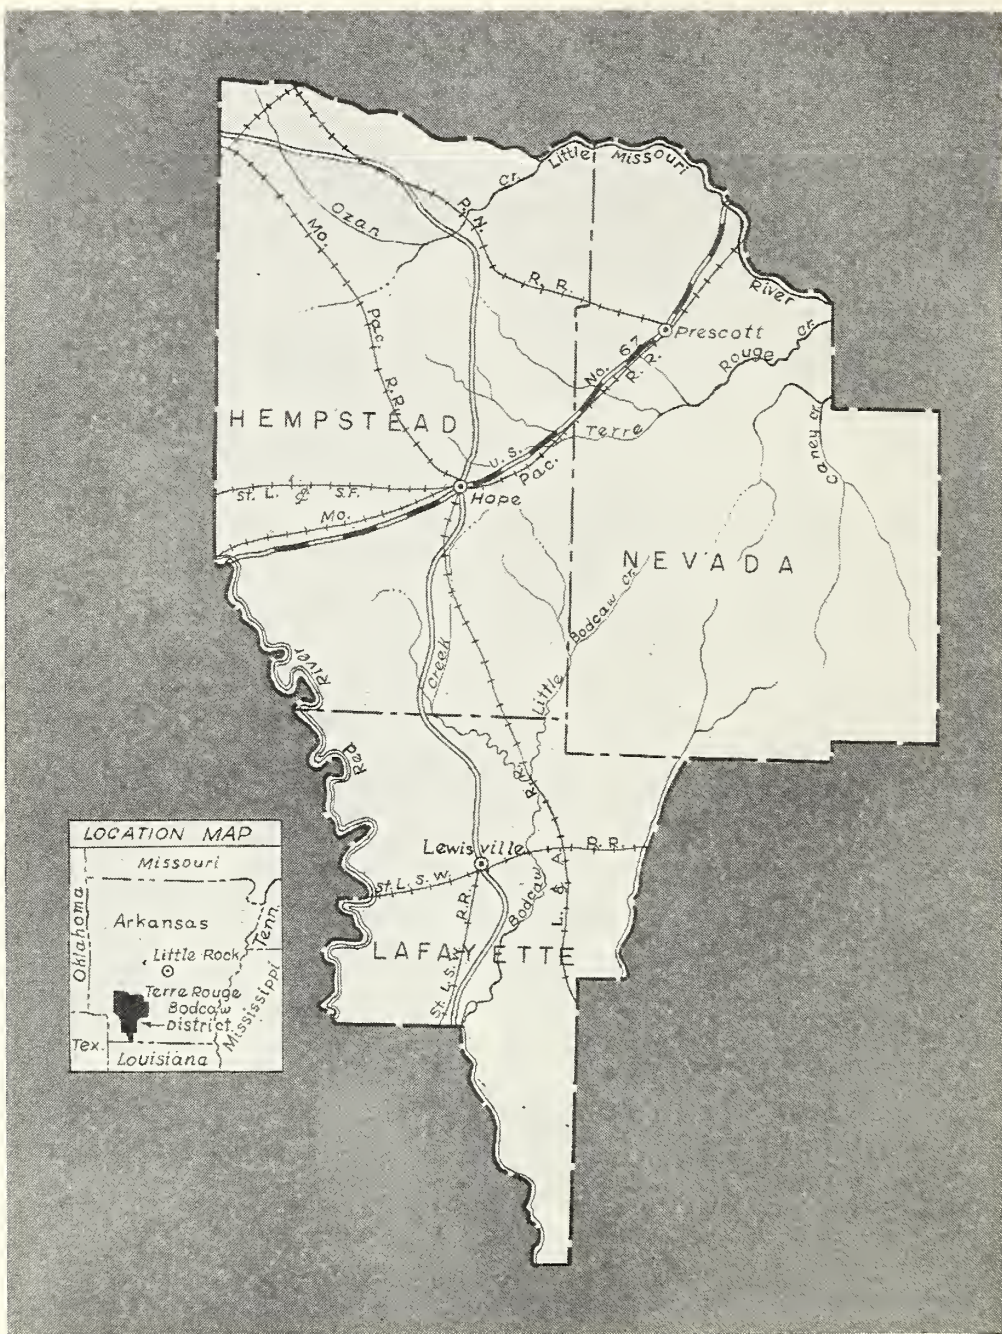 Little Missouri
River
Ozan Cr.
P. N.
R. R.
Mo.
Pac.
R. R.
Prescott
Terre Rouge Cr.
U. S. No. 67
Pac. R. R.
Caney Cr.
HEMPSTEAD
St. L. & S.F.
Hope
Mo.
NEVADA
Bodcaw Cr.
Little
Creek
Red River
R. R.
Lewisville
St. L. S. W. R. R.
Bodcaw
L. & A.
LAFAYETTE
St. L. S. W. R. R.
LOCATION MAP
Missouri
Oklahoma
Arkansas
Tenn.
Little Rock
Terre Rouge
Bodcaw
District
Mississippi
Tex.
Louisiana